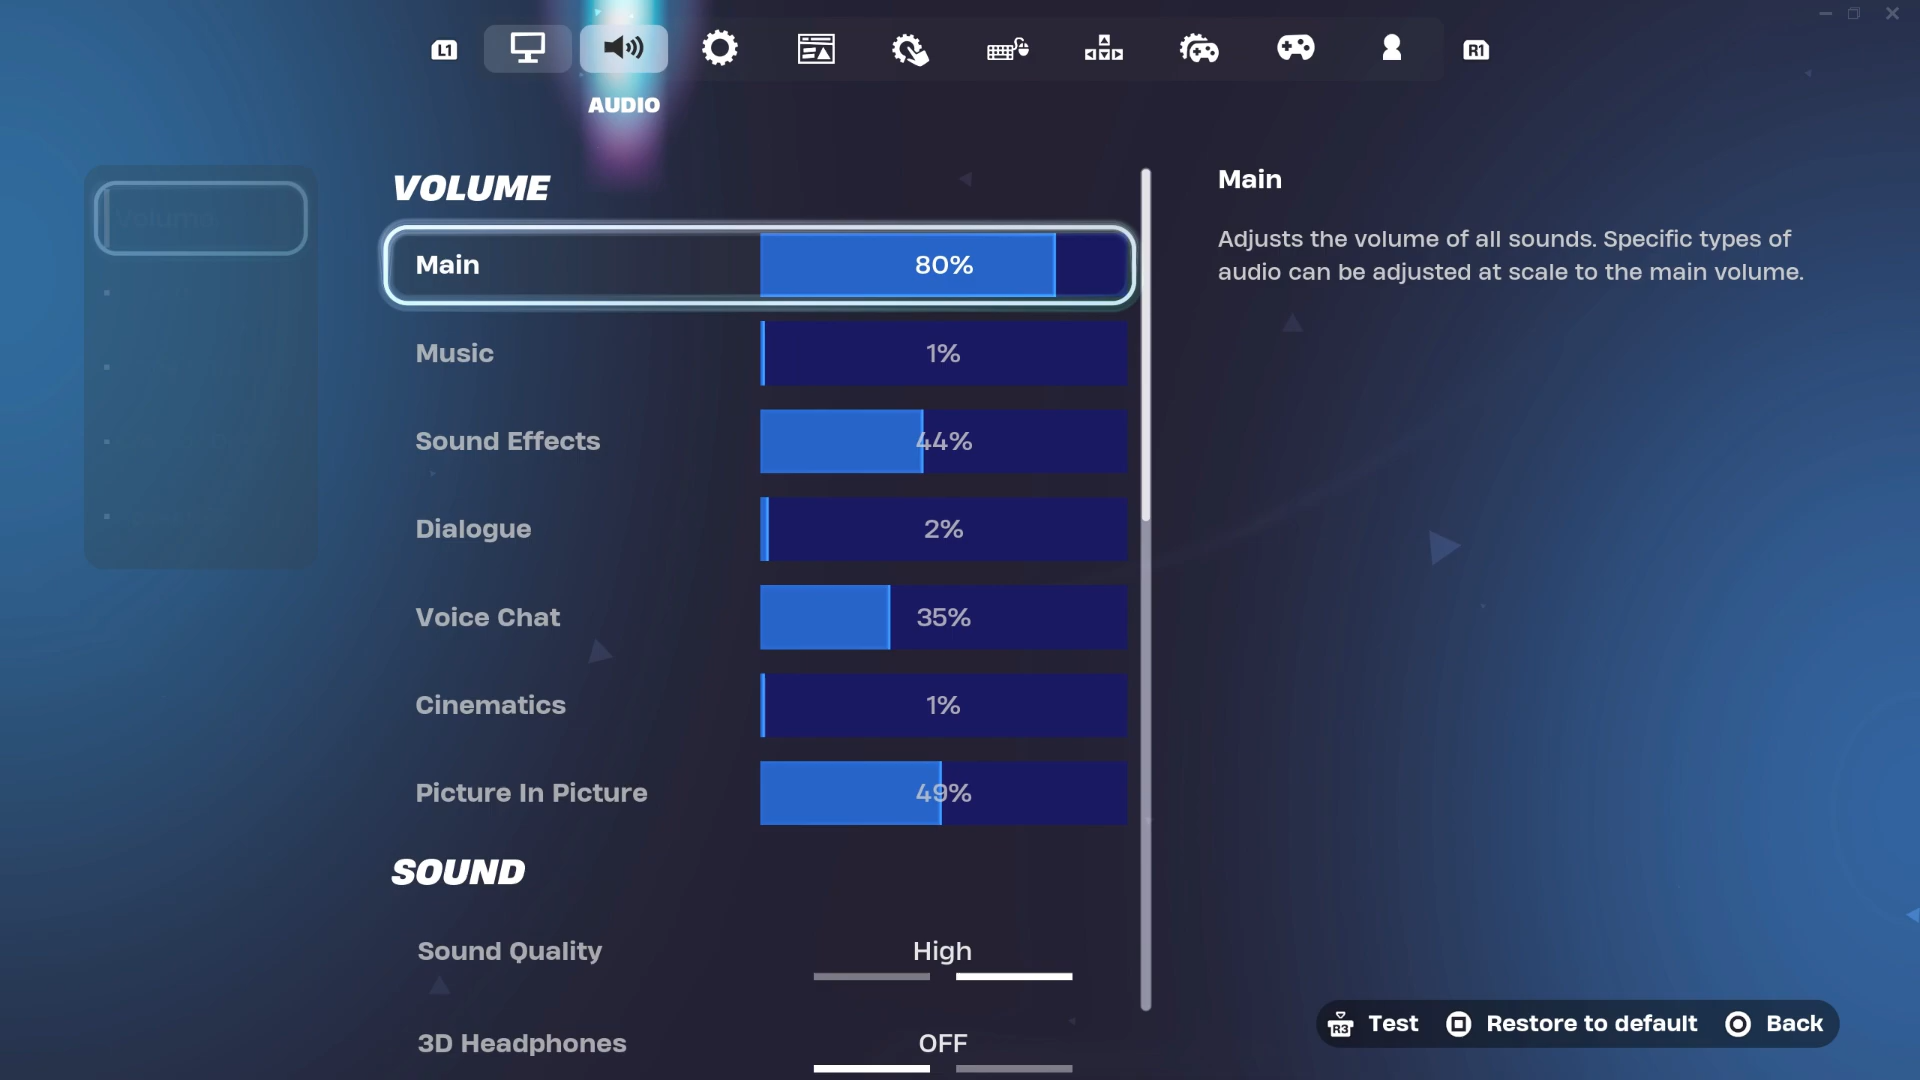 L1
R1
AUDIO
VOLUME
Main 80%
Music 1%
Sound Effects 44%
Dialogue 2%
Voice Chat 35%
Cinematics 1%
Picture In Picture 49%
SOUND
Sound Quality High
3D Headphones OFF
Main
Adjusts the volume of all sounds. Specific types of
audio can be adjusted at scale to the main volume.
R3 Test Restore to default Back